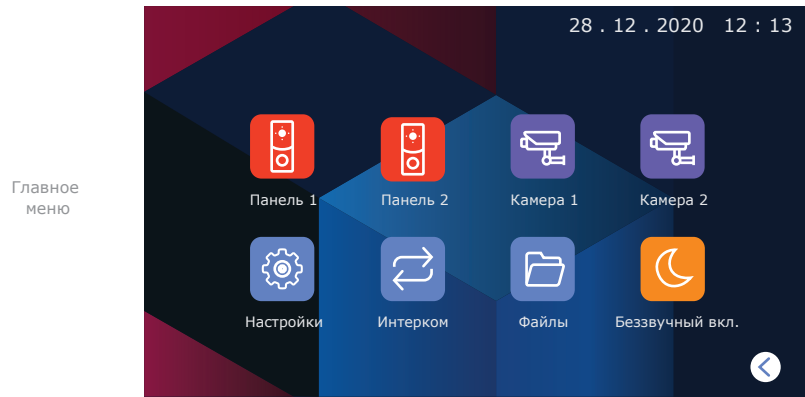 28 . 12 . 2020 12 : 13
Главное
меню
Панель 1 Панель 2 Камера 1 Камера 2
Настройки Интерком Файлы Беззвучный вкл.